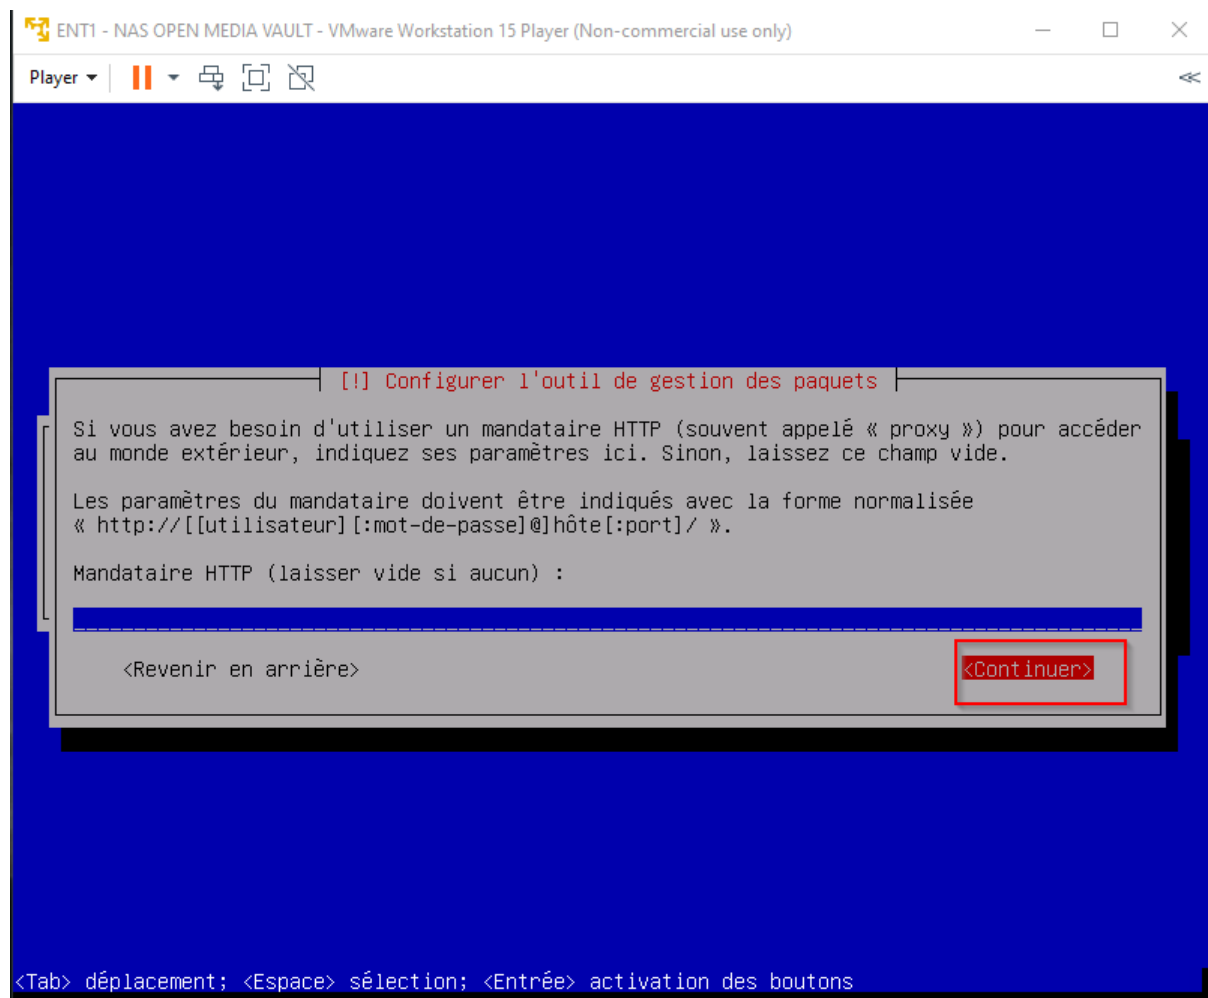 ENT1 - NAS OPEN MEDIA VAULT - VMware Workstation 15 Player (Non-commercial use only)
Player
[!] Configurer l'outil de gestion des paquets
Si vous avez besoin d'utiliser un mandataire HTTP (souvent appelé « proxy ») pour accéder
au monde extérieur, indiquez ses paramètres ici. Sinon, laissez ce champ vide.
Les paramètres du mandataire doivent être indiqués avec la forme normalisée
« http://[[utilisateur][:mot-de-passe]@]hôte[:port]/ ».
Mandataire HTTP (laisser vide si aucun) :
<Revenir en arrière> <Continuer>
<Tab> déplacement; <Espace> sélection; <Entrée> activation des boutons